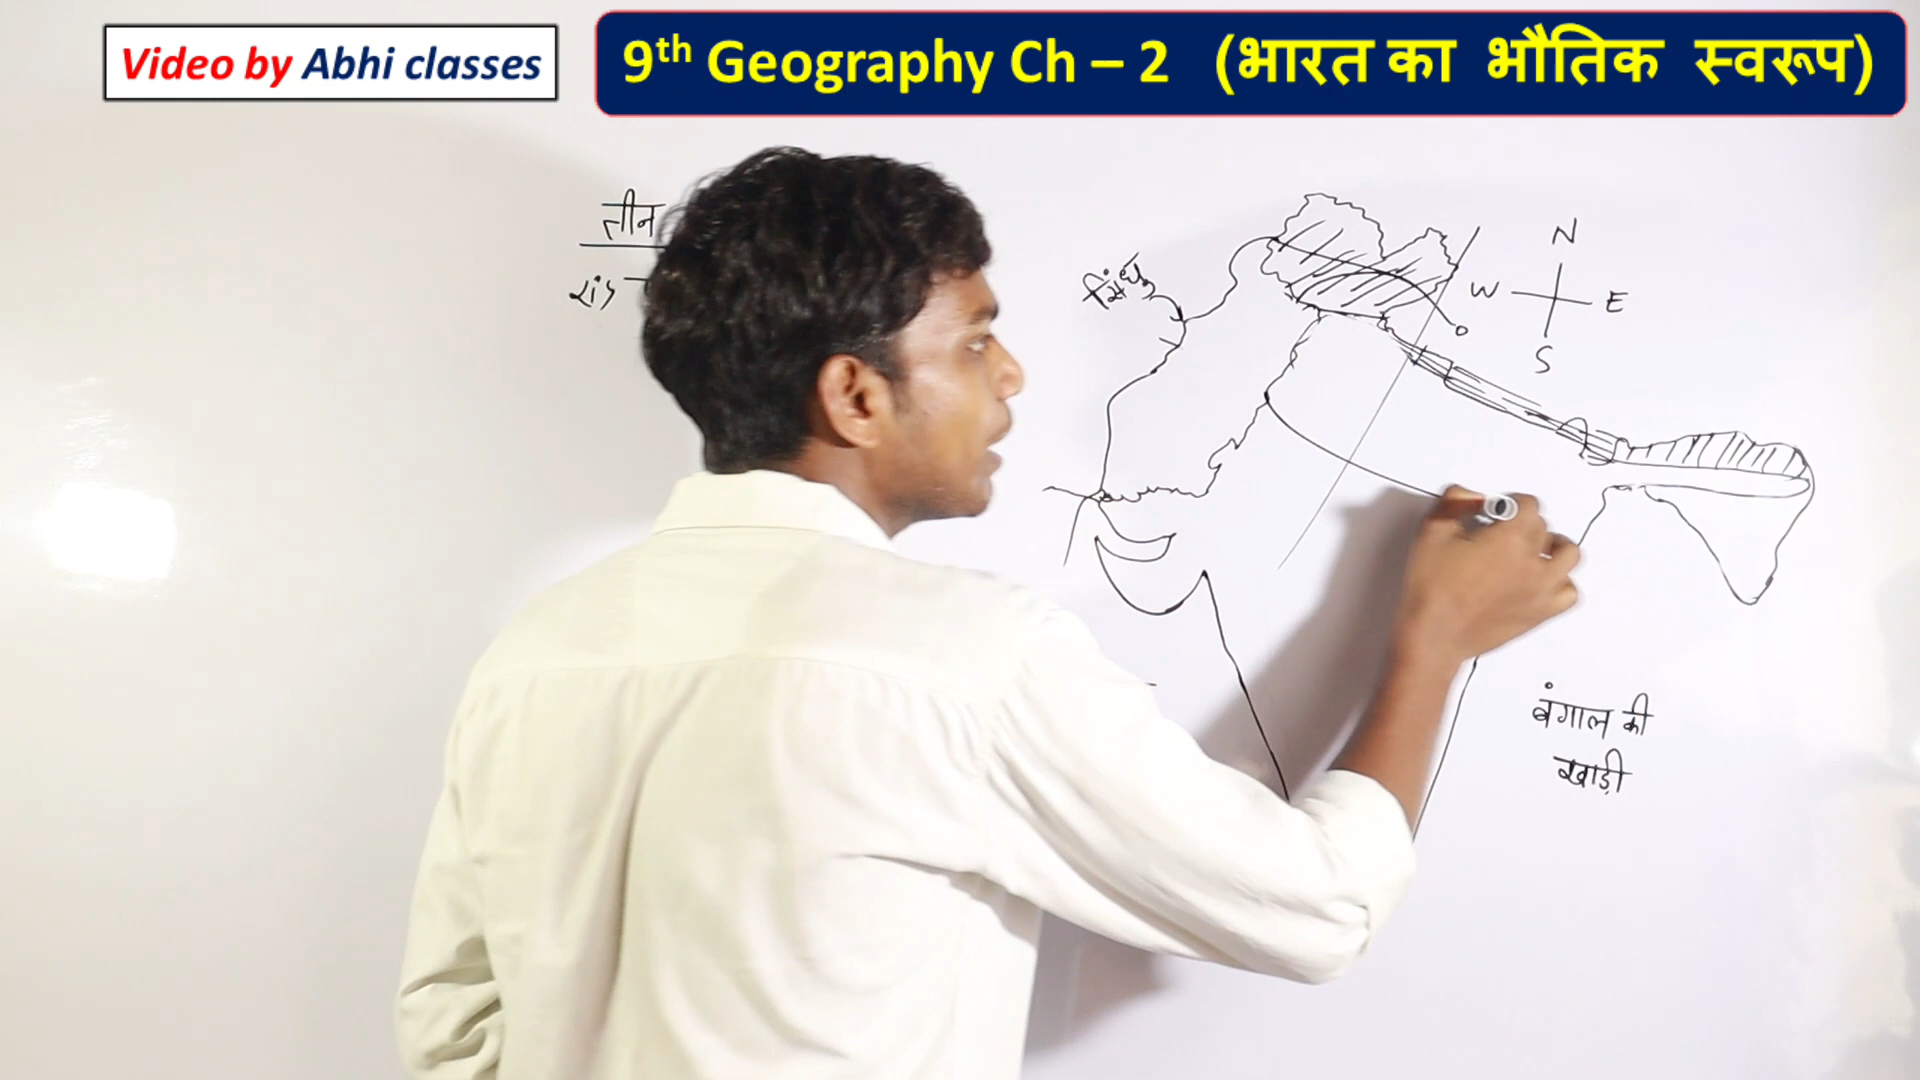 Video by Abhi classes
9th Geography Ch – 2 (भारत का भौतिक स्वरूप)
तीन
N
W E
S
सिंधु
बंगाल की
खाड़ी